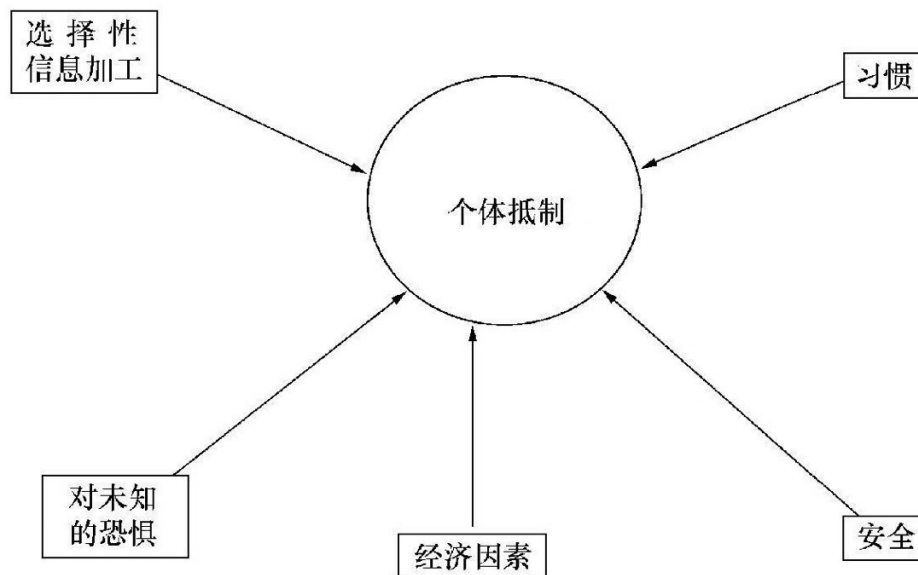 选择性
信息加工
习惯
个体抵制
对未知
的恐惧
经济因素
安全